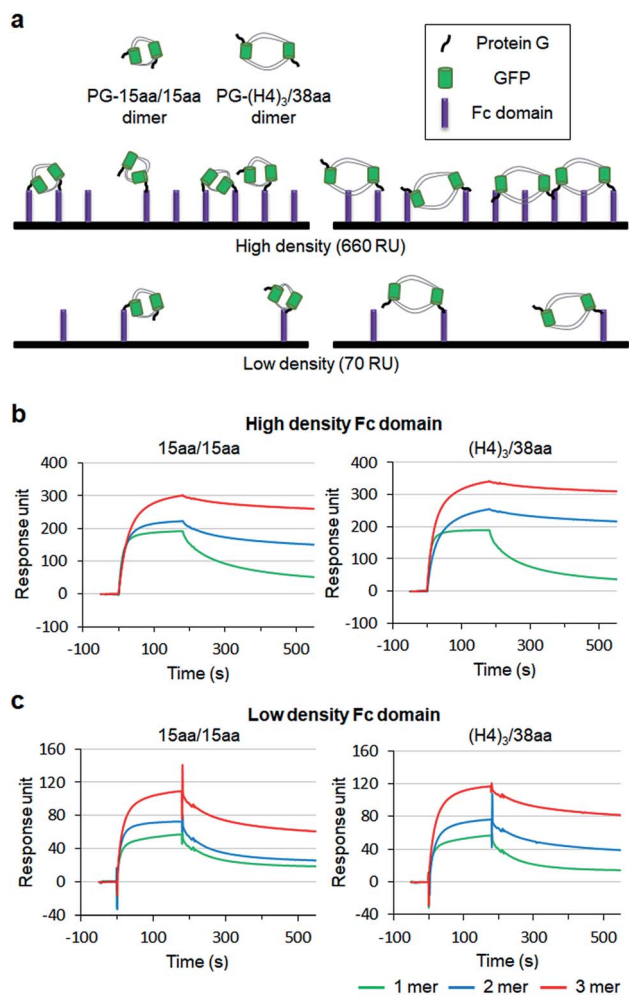 a
Protein G
GFP
Fc domain
PG-15aa/15aa
dimer
PG-(H4)₃/38aa
dimer
High density (660 RU)
Low density (70 RU)
b
High density Fc domain
15aa/15aa
(H4)₃/38aa
Response unit
400
300
200
100
0
-100
-100
100
300
500
Time (s)
Response unit
400
300
200
100
0
-100
-100
100
300
500
Time (s)
c
Low density Fc domain
15aa/15aa
(H4)₃/38aa
Response unit
160
120
80
40
0
-40
-100
100
300
500
Time (s)
Response unit
160
120
80
40
0
-40
-100
100
300
500
Time (s)
1 mer
2 mer
3 mer